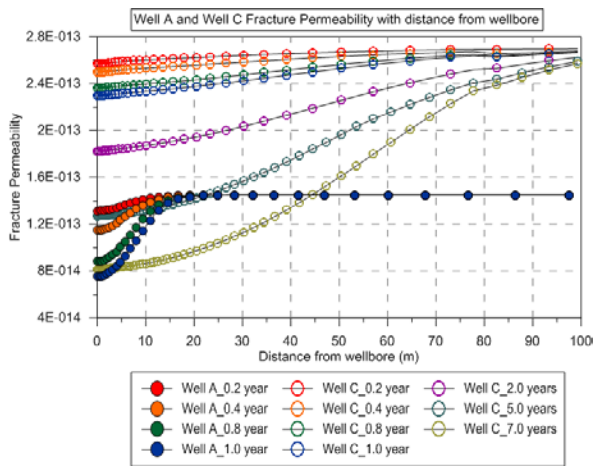 Well A and Well C Fracture Permeability with distance from wellbore
2.8E-013
2.4E-013
2E-013
1.6E-013
1.2E-013
8E-014
4E-014
Fracture Permeability
0 10 20 30 40 50 60 70 80 90 100
Distance from wellbore (m)
Well A_0.2 year Well C_0.2 year Well C_2.0 years
Well A_0.4 year Well C_0.4 year Well C_5.0 years
Well A_0.8 year Well C_0.8 year Well C_7.0 years
Well A_1.0 year Well C_1.0 year